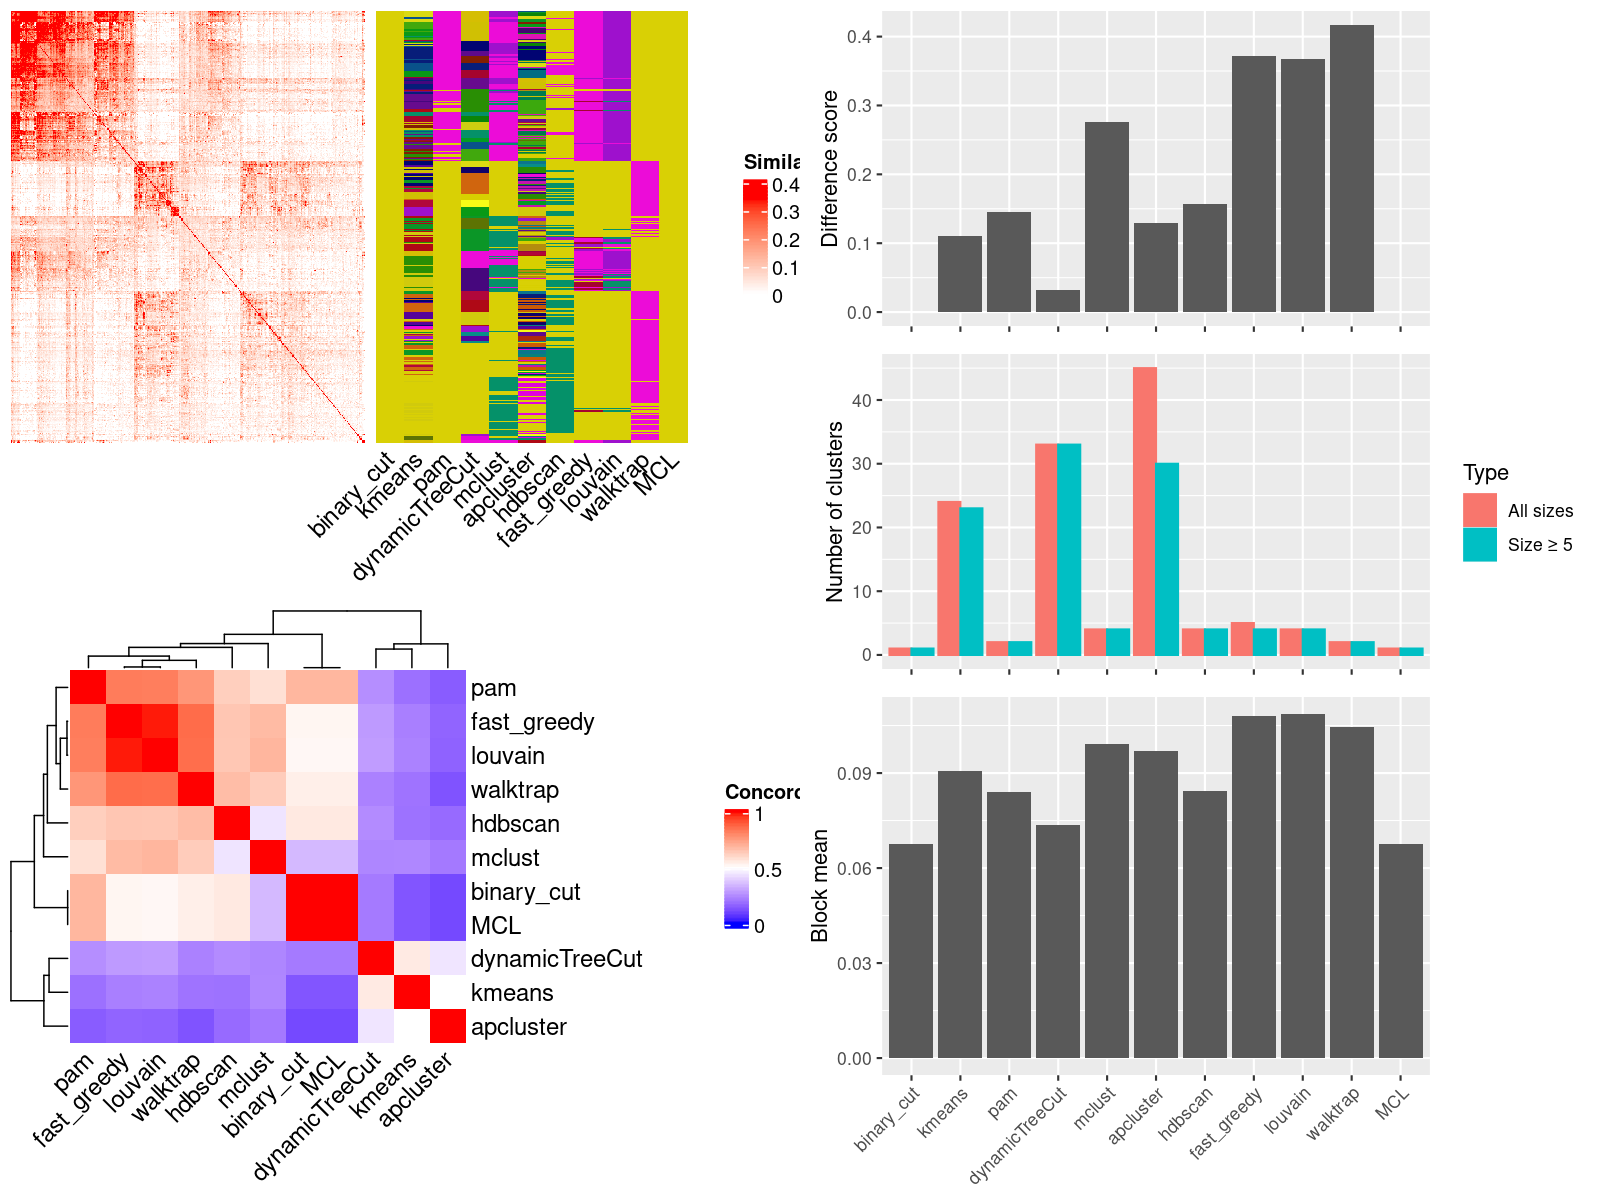 Simila
0.4
0.3
0.2
0.1
0
binary_cut
kmeans
pam
dynamicTreeCut
mclust
apcluster
hdbscan
fast_greedy
louvain
walktrap
MCL
pam
fast_greedy
louvain
walktrap
hdbscan
mclust
binary_cut
MCL
dynamicTreeCut
kmeans
apcluster
pam
fast_greedy
louvain
walktrap
hdbscan
mclust
binary_cut
MCL
dynamicTreeCut
kmeans
apcluster
Concord
1
0.5
0
Difference score
0.4
0.3
0.2
0.1
0.0
Number of clusters
40
30
20
10
0
Type
All sizes
Size ≥ 5
Block mean
0.09
0.06
0.03
0.00
binary_cut
kmeans
pam
dynamicTreeCut
mclust
apcluster
hdbscan
fast_greedy
louvain
walktrap
MCL